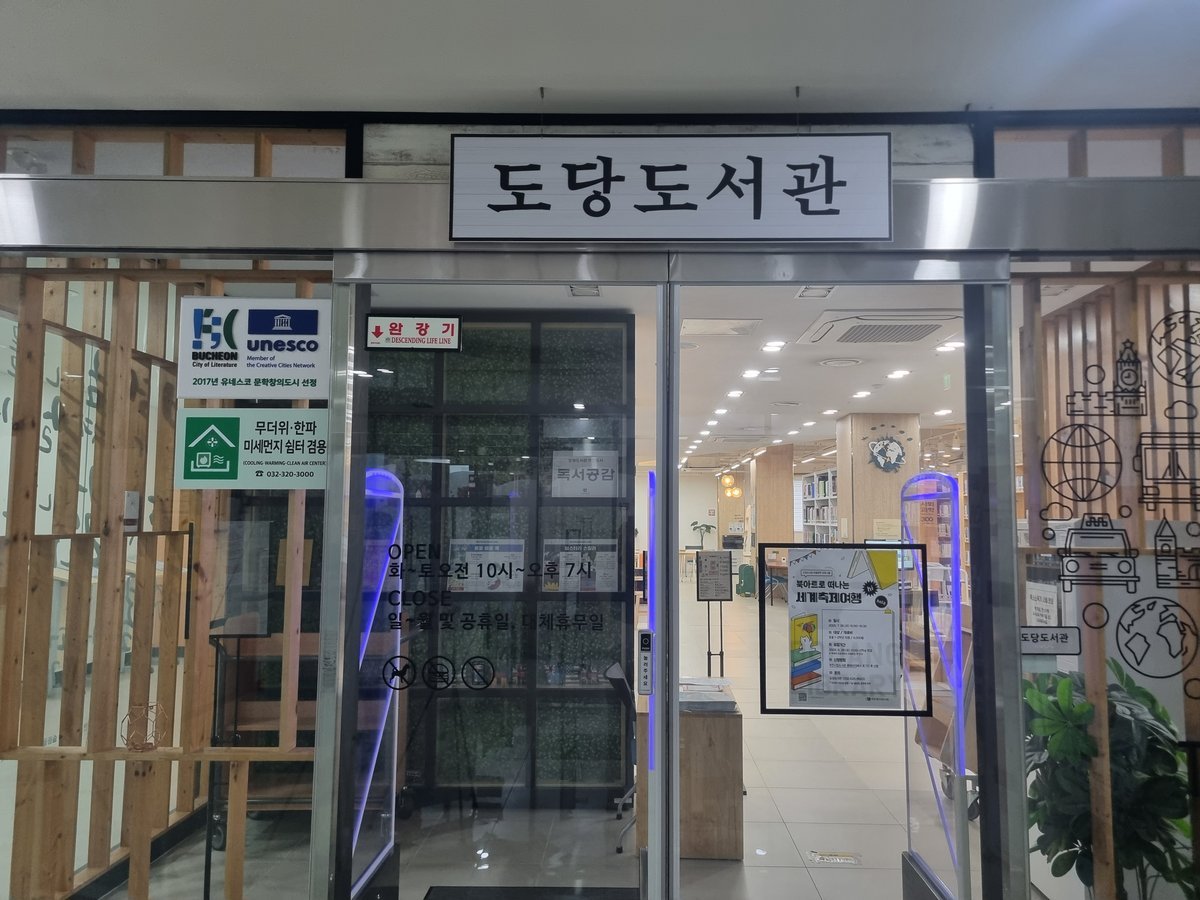 도당도서관
BUCHEON
City of Literature
unesco
Member of
the Creative Cities Network
2017년 유네스코 문학창의도시 선정
무더위·한파
미세먼지 쉼터 겸용
(COOLING·WARMING·CLEAN AIR CENTER)
☎ 032-320-3000
완강기
DESCENDING LIFE LINE
독서공감
OPEN
화~토오전 10시~오후 7시
CLOSE
일~월 및 공휴일, 대체휴무일
눌러주세요
북아트로 떠나는
세계축제여행
도당도서관